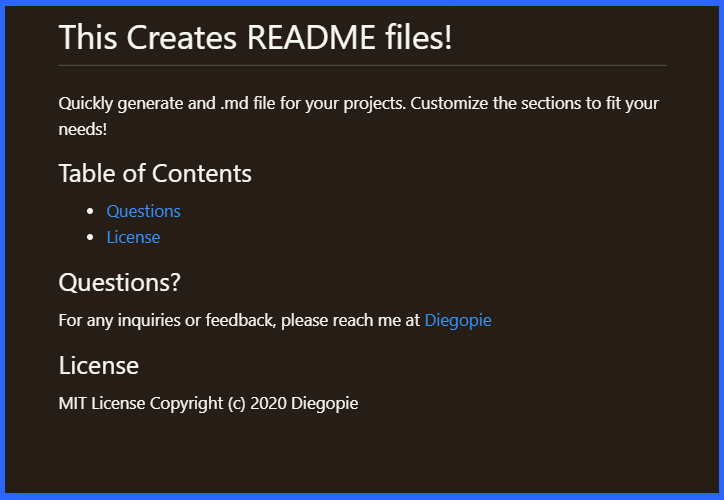 This Creates README files!
Quickly generate and .md file for your projects. Customize the sections to fit your
needs!
Table of Contents
• Questions
• License
Questions?
For any inquiries or feedback, please reach me at Diegopie
License
MIT License Copyright (c) 2020 Diegopie